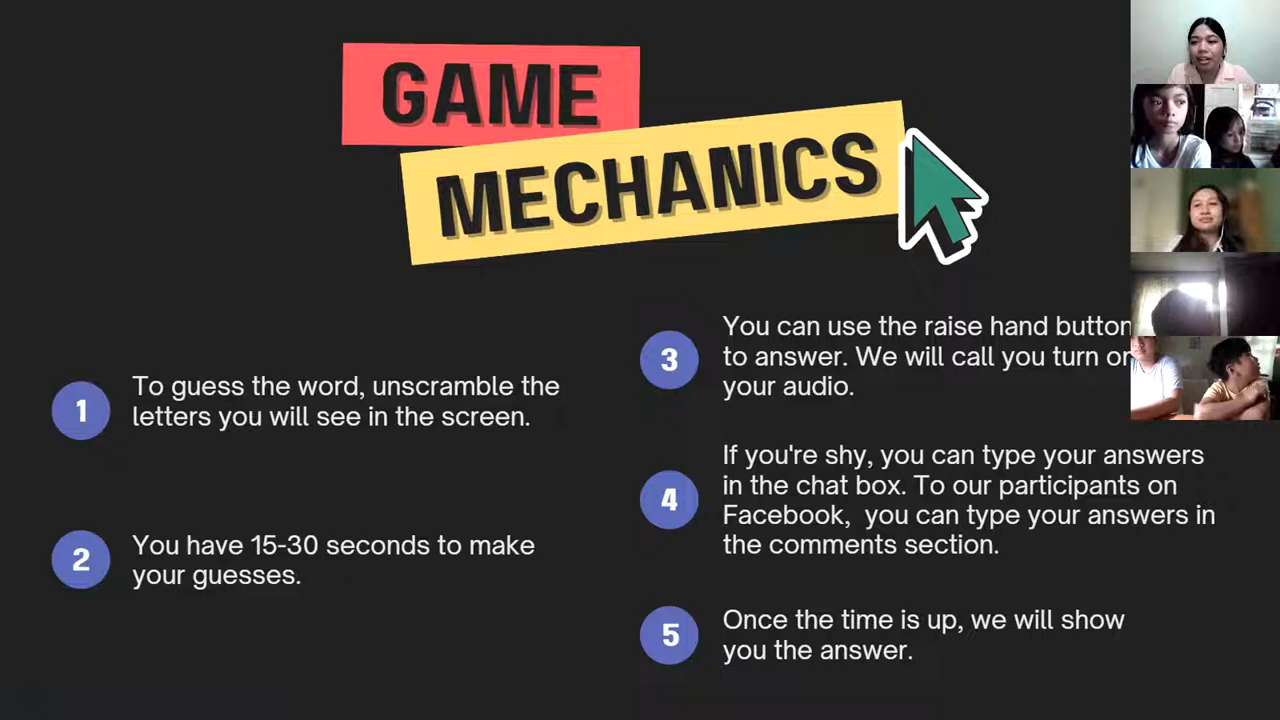 GAME
MECHANICS
1
To guess the word, unscramble the
letters you will see in the screen.
2
You have 15-30 seconds to make
your guesses.
3
You can use the raise hand button
to answer. We will call you turn on
your audio.
4
If you're shy, you can type your answers
in the chat box. To our participants on
Facebook, you can type your answers in
the comments section.
5
Once the time is up, we will show
you the answer.